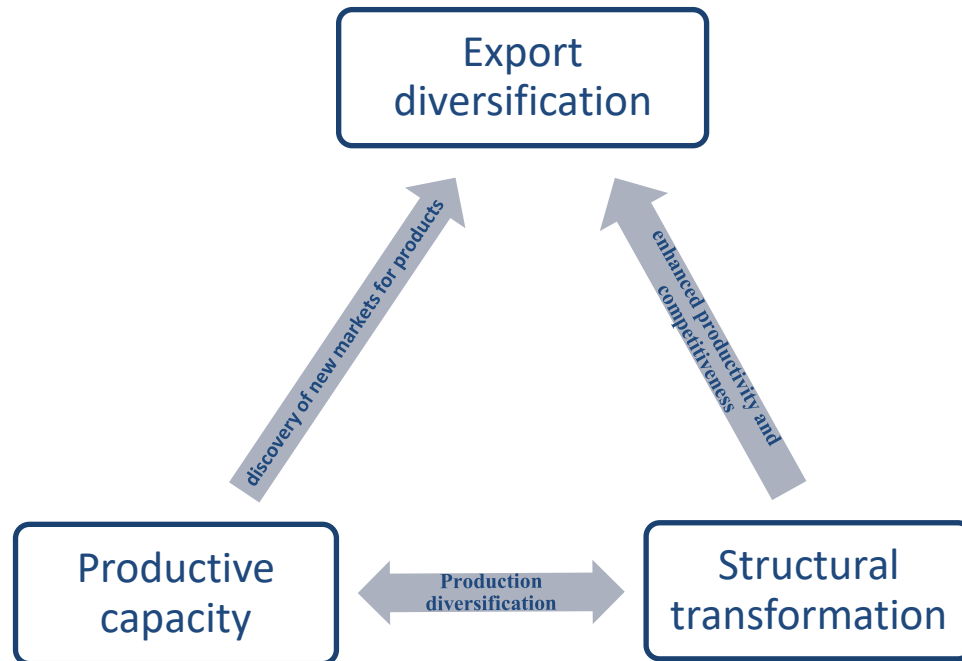 Export
diversification
discovery of new markets for products
enhanced productivity and
competitiveness
Productive
capacity
Production
diversification
Structural
transformation